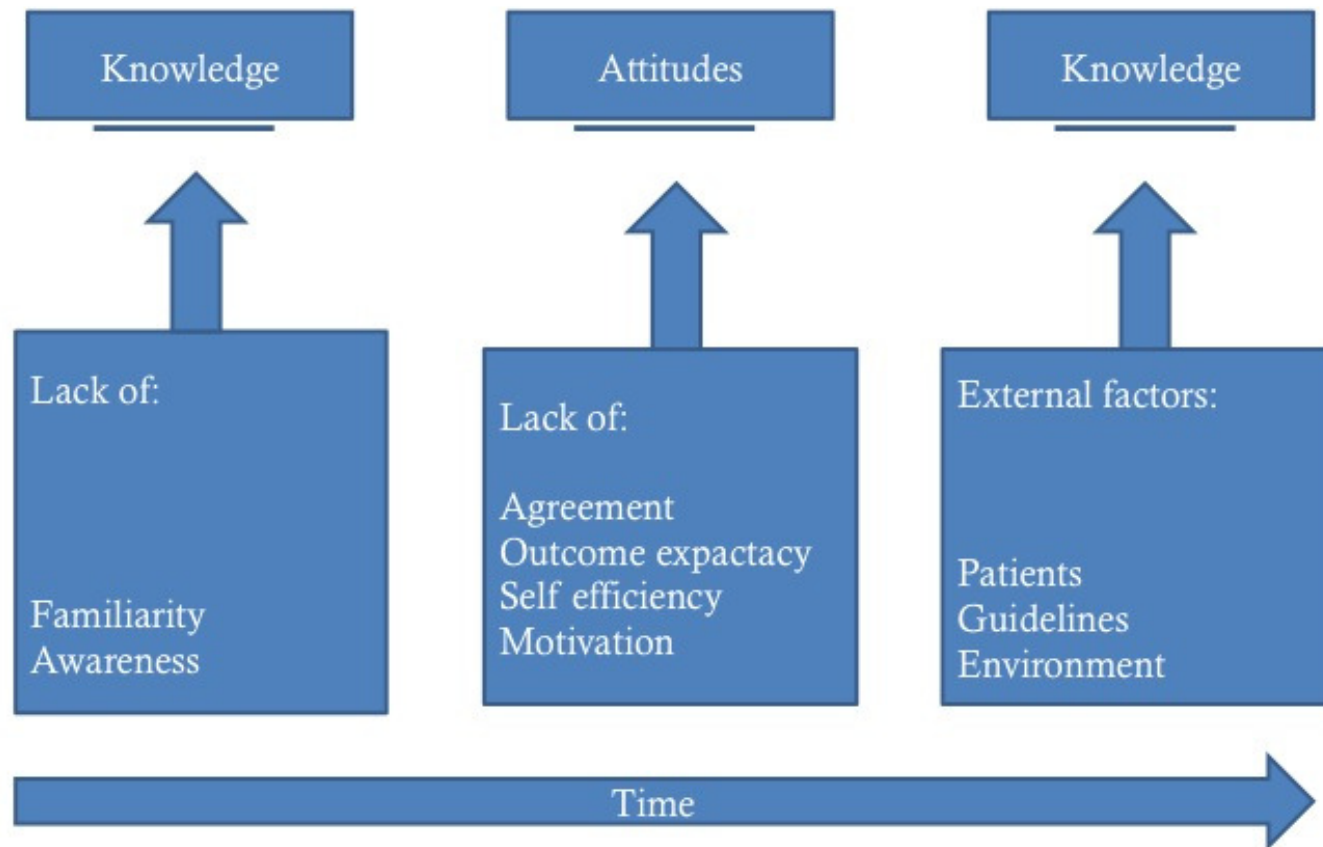 Knowledge
Attitudes
Knowledge
Lack of:
Familiarity
Awareness
Lack of:
Agreement
Outcome expactacy
Self efficiency
Motivation
External factors:
Patients
Guidelines
Environment
Time